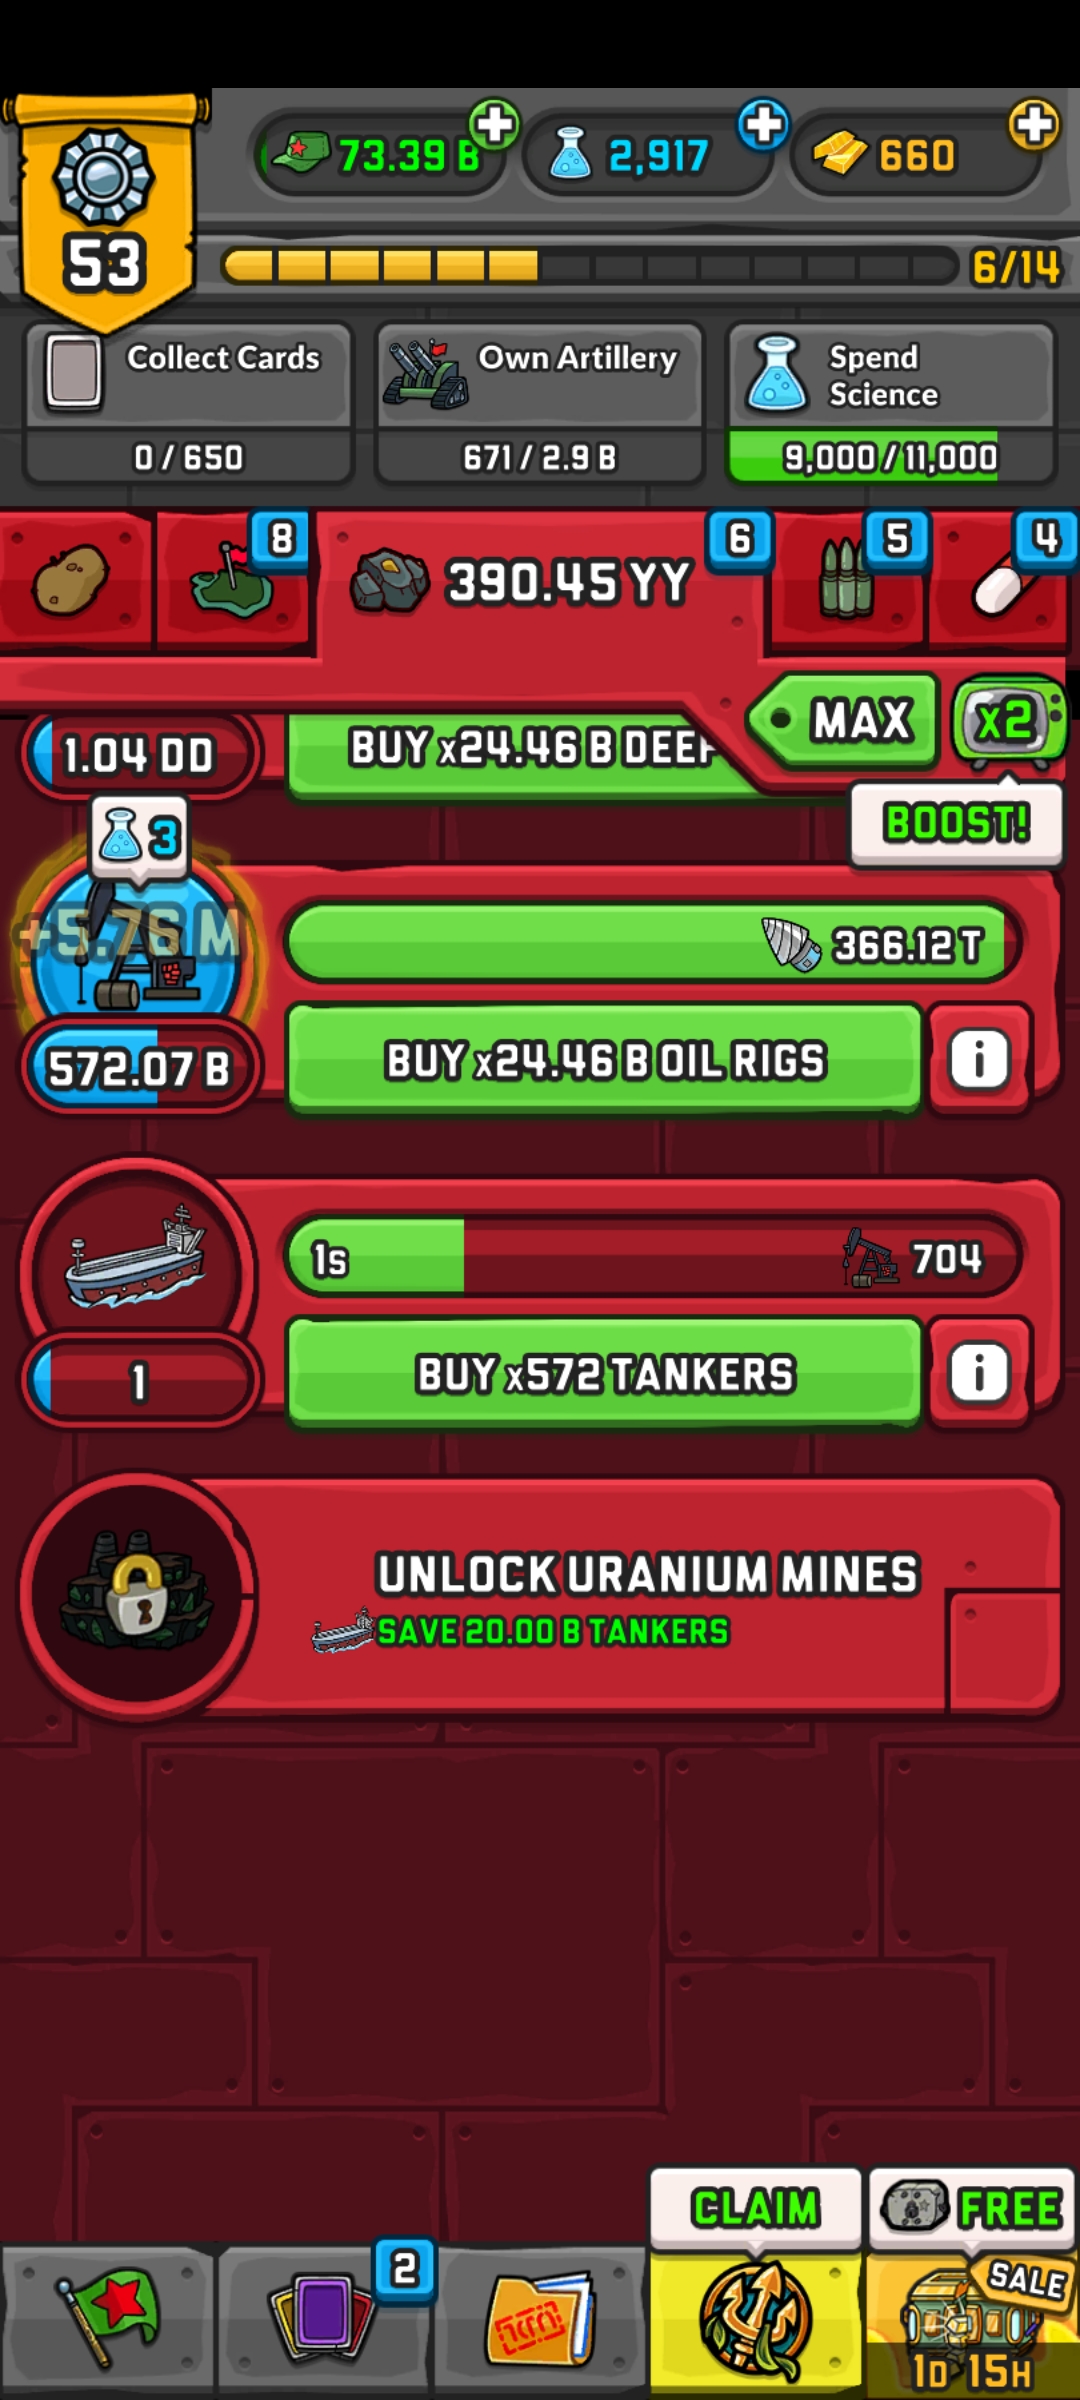 73.39 B
2,917
660
53
6/14
Collect Cards
0 / 650
Own Artillery
671 / 2.9 B
Spend
Science
9,000 / 11,000
8
390.45 YY
6
5
4
MAX
x2
BOOST!
1.04 DD
BUY x24.46 B DEEP
3
+5.76 M
366.12 T
572.07 B
BUY x24.46 B OIL RIGS
i
1s
704
1
BUY x572 TANKERS
i
UNLOCK URANIUM MINES
SAVE 20.00 B TANKERS
CLAIM
FREE
2
SALE
1D 15H